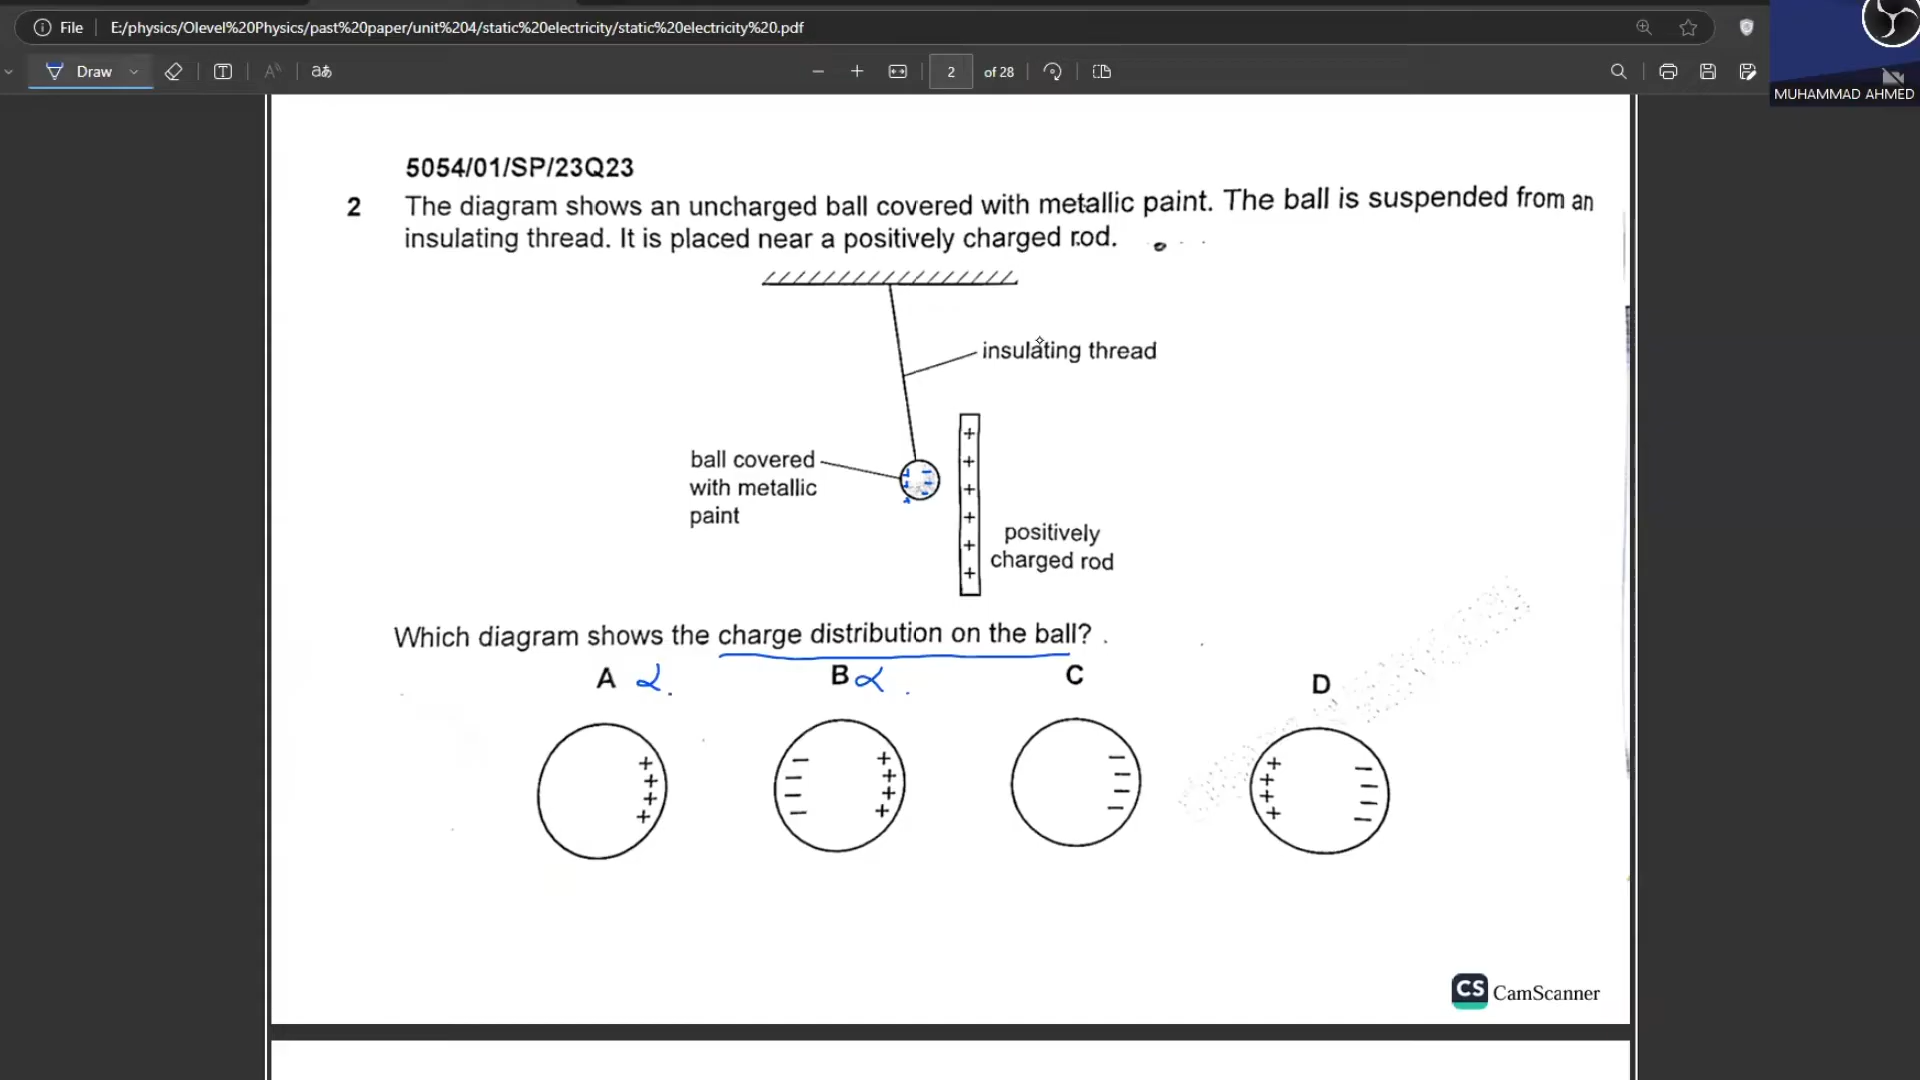 File
E:/physics/Olevel%20Physics/past%20paper/unit%204/static%20electricity/static%20electricity%20.pdf
Draw
2 of 28
MUHAMMAD AHMED
5054/01/SP/23Q23
2 The diagram shows an uncharged ball covered with metallic paint. The ball is suspended from an
insulating thread. It is placed near a positively charged rod.
insulating thread
ball covered
with metallic
paint
+
+
+
+
+
+
positively
charged rod
Which diagram shows the charge distribution on the ball?
A B C D
CS CamScanner